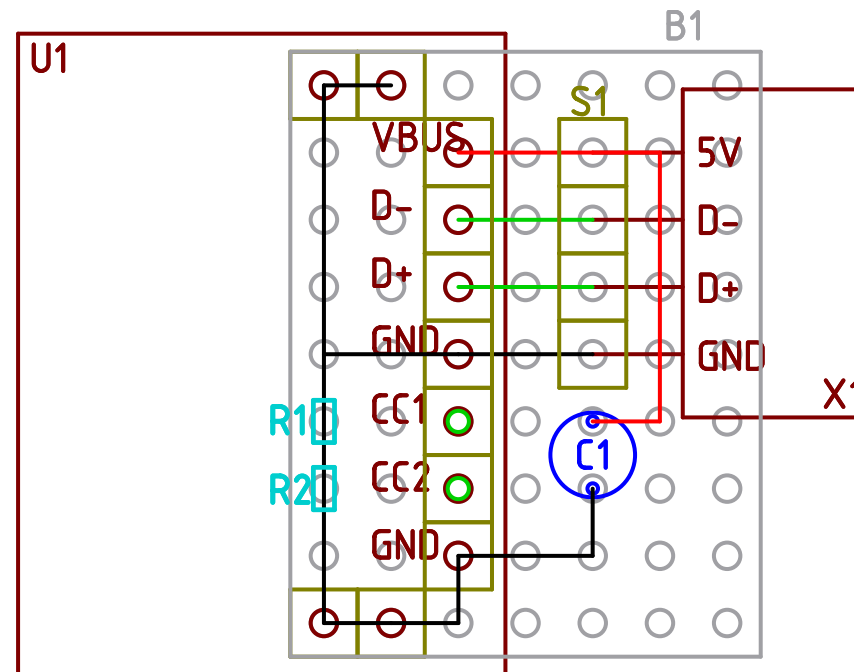 B1
U1
S1
VBUS
5V
D-
D-
D+
D+
GND
GND
X1
R1
CC1
C1
R2
CC2
GND